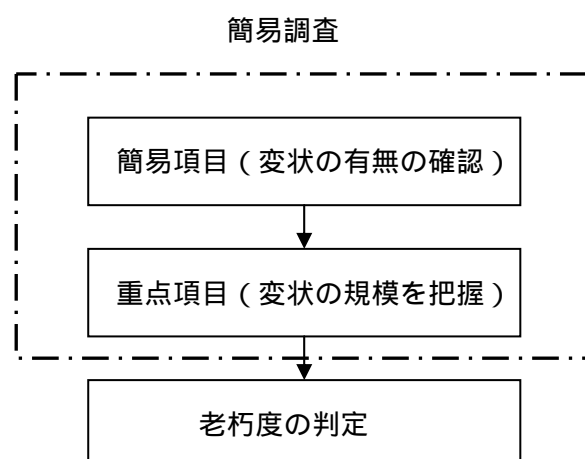 簡易調査
簡易項目（変状の有無の確認）
重点項目（変状の規模を把握）
老朽度の判定